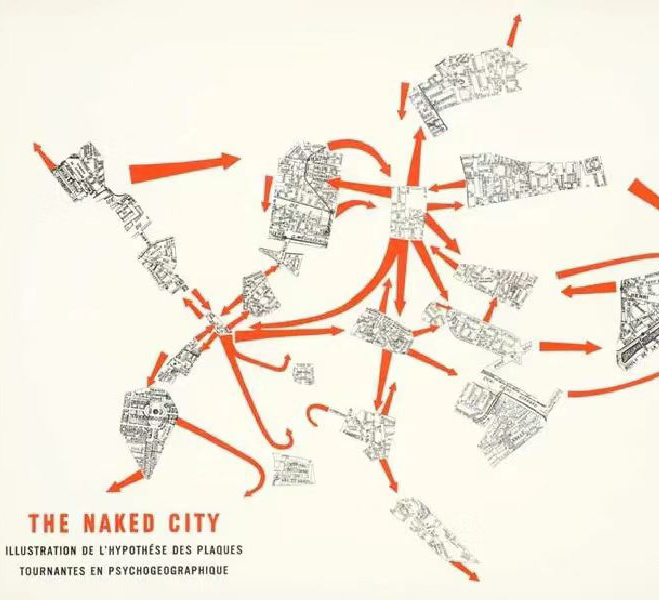 THE NAKED CITY
ILLUSTRATION DE L'HYPOTHÉSE DES PLAQUES
TOURNANTES EN PSYCHOGEOGRAPHIQUE